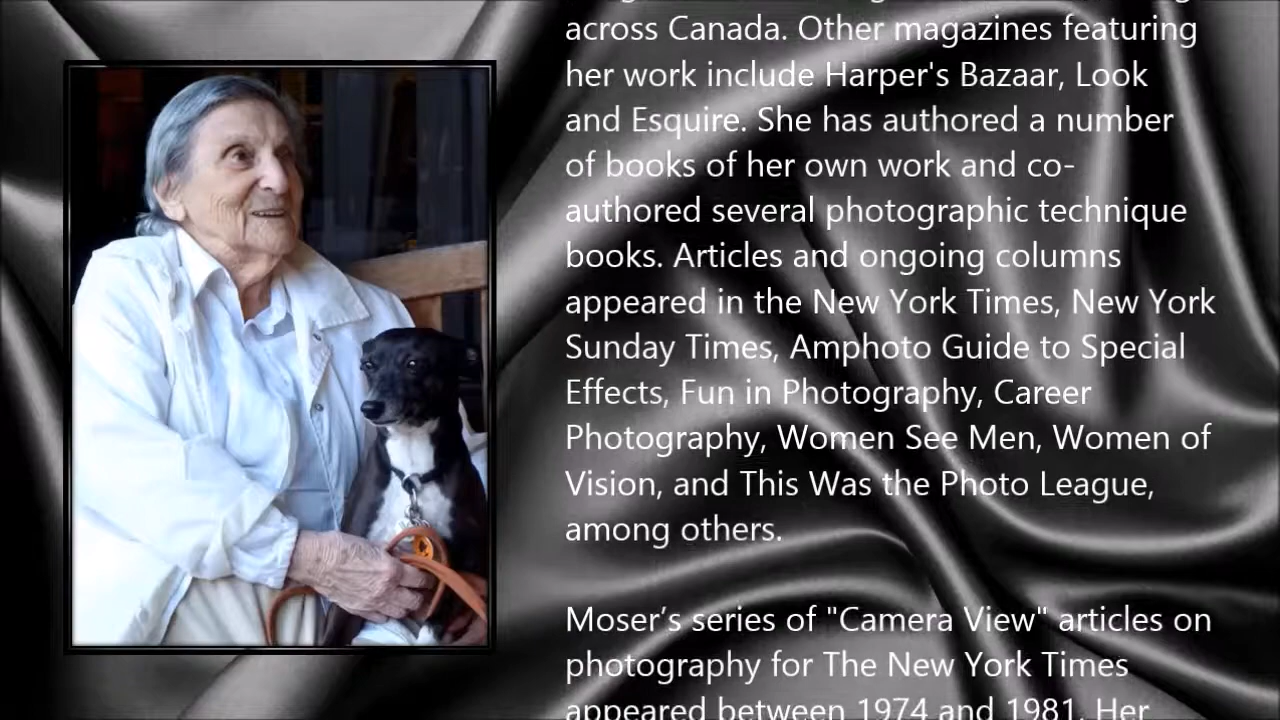 across Canada. Other magazines featuring
her work include Harper's Bazaar, Look
and Esquire. She has authored a number
of books of her own work and co-
authored several photographic technique
books. Articles and ongoing columns
appeared in the New York Times, New York
Sunday Times, Amphoto Guide to Special
Effects, Fun in Photography, Career
Photography, Women See Men, Women of
Vision, and This Was the Photo League,
among others.
Moser’s series of "Camera View" articles on
photography for The New York Times
appeared between 1974 and 1981. Her